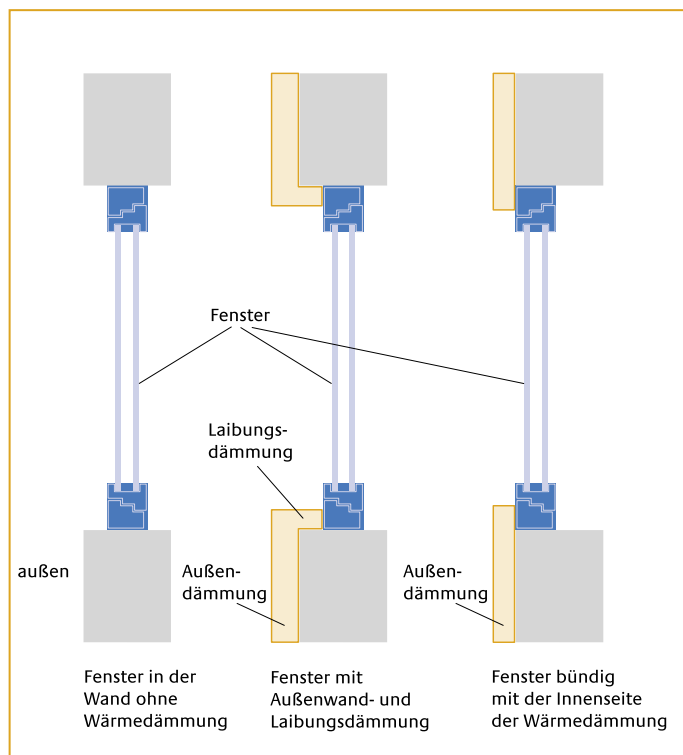 Fenster
Laibungs-
dämmung
außen
Außen-
dämmung
Außen-
dämmung
Fenster in der
Wand ohne
Wärmedämmung
Fenster mit
Außenwand- und
Laibungsdämmung
Fenster bündig
mit der Innenseite
der Wärmedämmung